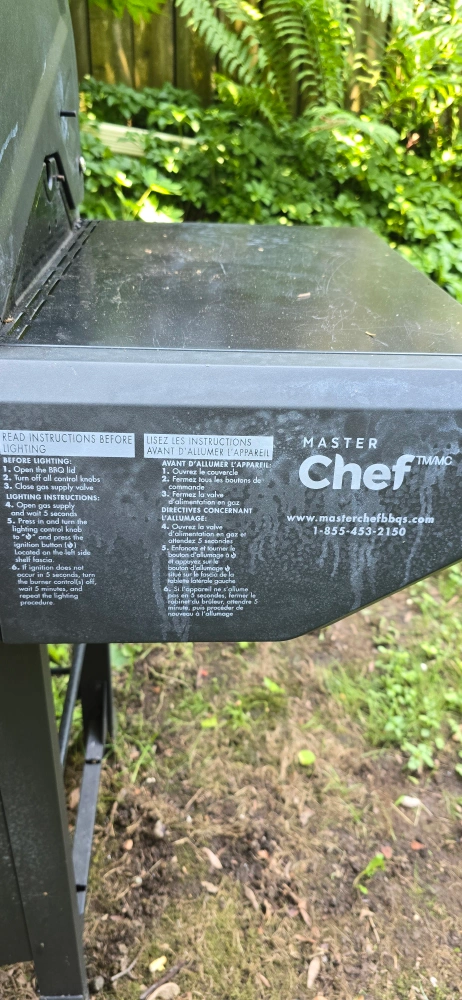 READ INSTRUCTIONS BEFORE
LIGHTING
BEFORE LIGHTING:
1. Open the BBQ lid
2. Turn off all control knobs
3. Close gas supply valve
LIGHTING INSTRUCTIONS:
4. Open gas supply
and wait 5 seconds
5. Press in and turn the
lighting control knob
to " " and press the
ignition button ( )
Located on the left side
shelf fascia.
6. If ignition does not
occur in 5 seconds, turn
the burner control(s) off,
wait 5 minutes, and
repeat the lighting
procedure.
LISEZ LES INSTRUCTIONS
AVANT D'ALLUMER L'APPAREIL
AVANT D'ALLUMER L'APPAREIL:
1. Ouvrez le couvercle
2. Fermez tous les boutons de
commande
3. Fermez la valve
d'alimentation en gaz
DIRECTIVES CONCERNANT
L'ALLUMAGE:
4. Ouvrez la valve
d'alimentation en gaz et
attendez 5 secondes
5. Enfoncez et tourner le
bouton d'allumage à
et appuyez sur le
bouton d'allumage
situé sur le fascia de la
tablette latérale gauche
6. Si l'appareil ne s'allume
pas en 5 secondes, fermer le
robinet du brûleur, attendre 5
minute, puis procéder de
nouveau à l'allumage
MASTER
Chef TM/MC
www.masterchefbbqs.com
1-855-453-2150